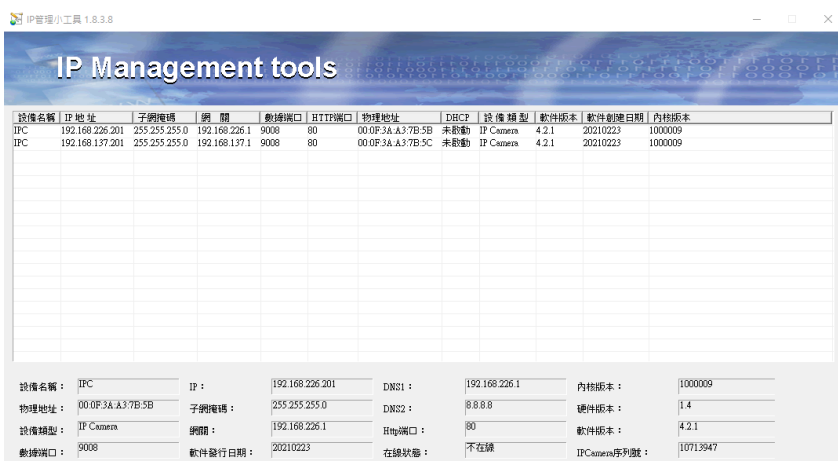 IP管理小工具 1.8.3.8
IP Management tools
設備名稱 IP 地 址 子網掩碼 網 關 數據端口 HTTP端口 物理地址 DHCP 設 備 類 型 軟件版本 軟件創建日期 內核版本
IPC 192.168.226.201 255.255.255.0 192.168.226.1 9008 80 00:0F:3A:A3:7B:5B 未啟動 IP Camera 4.2.1 20210223 1000009
IPC 192.168.137.201 255.255.255.0 192.168.137.1 9008 80 00:0F:3A:A3:7B:5C 未啟動 IP Camera 4.2.1 20210223 1000009
設備名稱: IPC IP: 192.168.226.201 DNS1: 192.168.226.1 內核版本: 1000009
物理地址: 00:0F:3A:A3:7B:5B 子網掩碼: 255.255.255.0 DNS2: 8.8.8.8 硬件版本: 1.4
設備類型: IP Camera 網關: 192.168.226.1 Http端口: 80 軟件版本: 4.2.1
數據端口: 9008 軟件發行日期: 20210223 在線狀態: 不在線 IPCamera序列號: 10713947